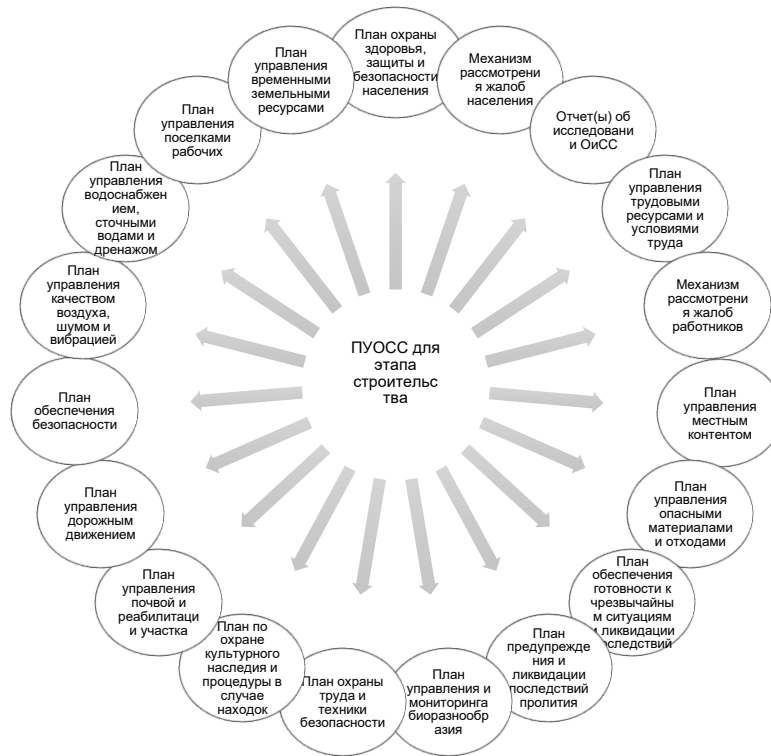 План охраны
здоровья,
защиты и
безопасности
населения
Механизм
рассмотрени
я жалоб
населения
Отчет(ы) об
исследовани
и ОиСС
План
управления
трудовыми
ресурсами и
условиями
труда
Механизм
рассмотрени
я жалоб
работников
План
управления
местным
контентом
План
управления
опасными
материалами
и отходами
План
обеспечения
готовности к
чрезвычайны
м ситуациям
и ликвидации
последствий
План
предупрежде
ния и
ликвидации
последствий
пролития
План
управления и
мониторинга
биоразнообр
азия
План охраны
труда и
техники
безопасности
План по
охране
культурного
наследия и
процедуры в
случае
находок
План
управления
почвой и
реабилитаци
и участка
План
управления
дорожным
движением
План
обеспечения
безопасности
План
управления
качеством
воздуха,
шумом и
вибрацией
План
управления
водоснабжен
ием,
сточными
водами и
дренажом
План
управления
поселками
рабочих
План
управления
временными
земельными
ресурсами
ПУОСС для
этапа
строительс
тва